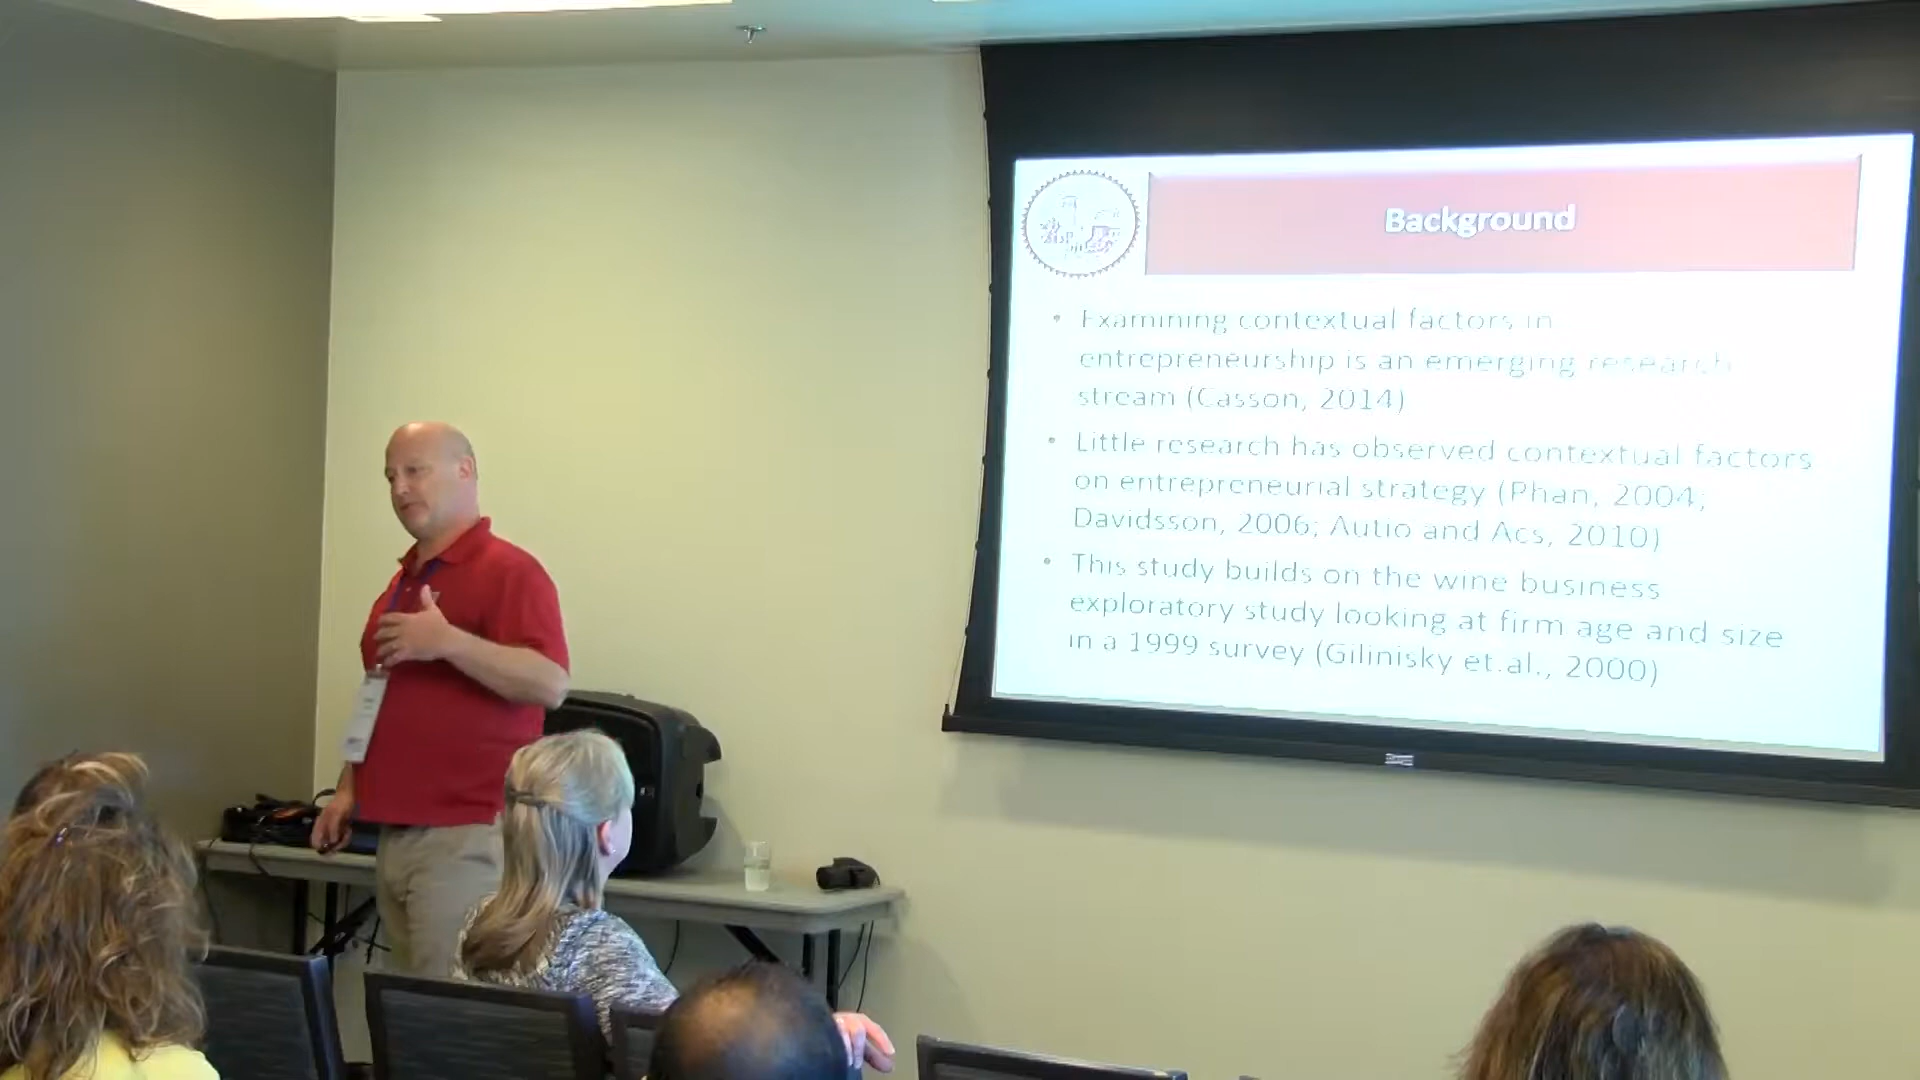 Background
• Examining contextual factors in
entrepreneurship is an emerging research
stream (Casson, 2014)
• Little research has observed contextual factors
on entrepreneurial strategy (Phan, 2004;
Davidsson, 2006; Autio and Acs, 2010)
• This study builds on the wine business
exploratory study looking at firm age and size
in a 1999 survey (Gilinisky et.al., 2000)